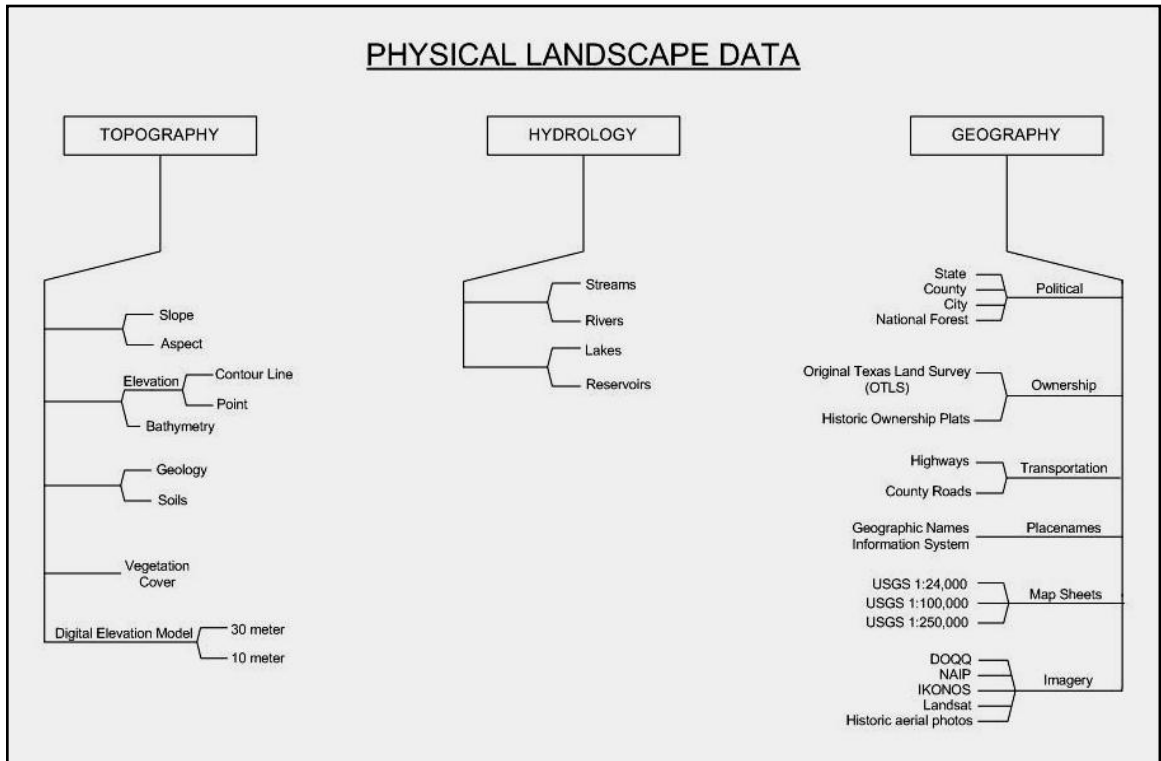 PHYSICAL LANDSCAPE DATA
TOPOGRAPHY
Slope
Aspect
Elevation
Contour Line
Point
Bathymetry
Geology
Soils
Vegetation
Cover
Digital Elevation Model
30 meter
10 meter
HYDROLOGY
Streams
Rivers
Lakes
Reservoirs
GEOGRAPHY
Political
State
County
City
National Forest
Ownership
Original Texas Land Survey
(OTLS)
Historic Ownership Plats
Transportation
Highways
County Roads
Placenames
Geographic Names
Information System
Map Sheets
USGS 1:24,000
USGS 1:100,000
USGS 1:250,000
Imagery
DOQQ
NAIP
IKONOS
Landsat
Historic aerial photos